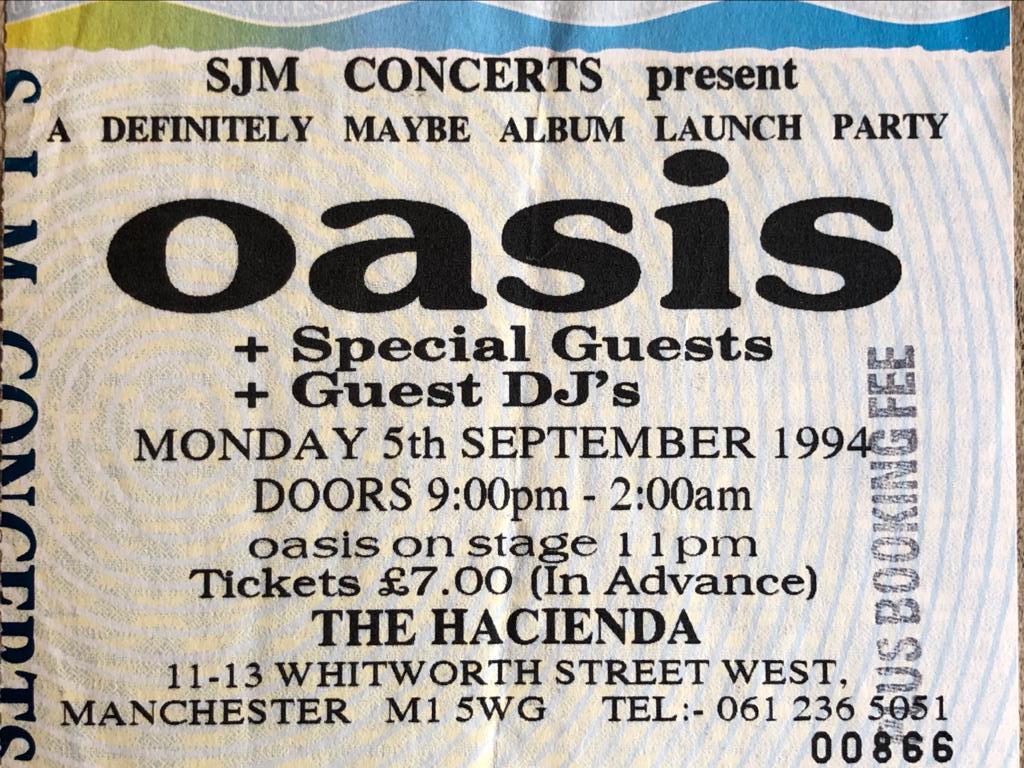 SJM CONCERTS present
A DEFINITELY MAYBE ALBUM LAUNCH PARTY
oasis
+ Special Guests
+ Guest DJ's
MONDAY 5th SEPTEMBER 1994
DOORS 9:00pm - 2:00am
oasis on stage 11pm
Tickets £7.00 (In Advance)
THE HACIENDA
11-13 WHITWORTH STREET WEST,
MANCHESTER M1 5WG TEL:- 061 236 5051
00866
US BOOKING FEE
SJM CONCERTS